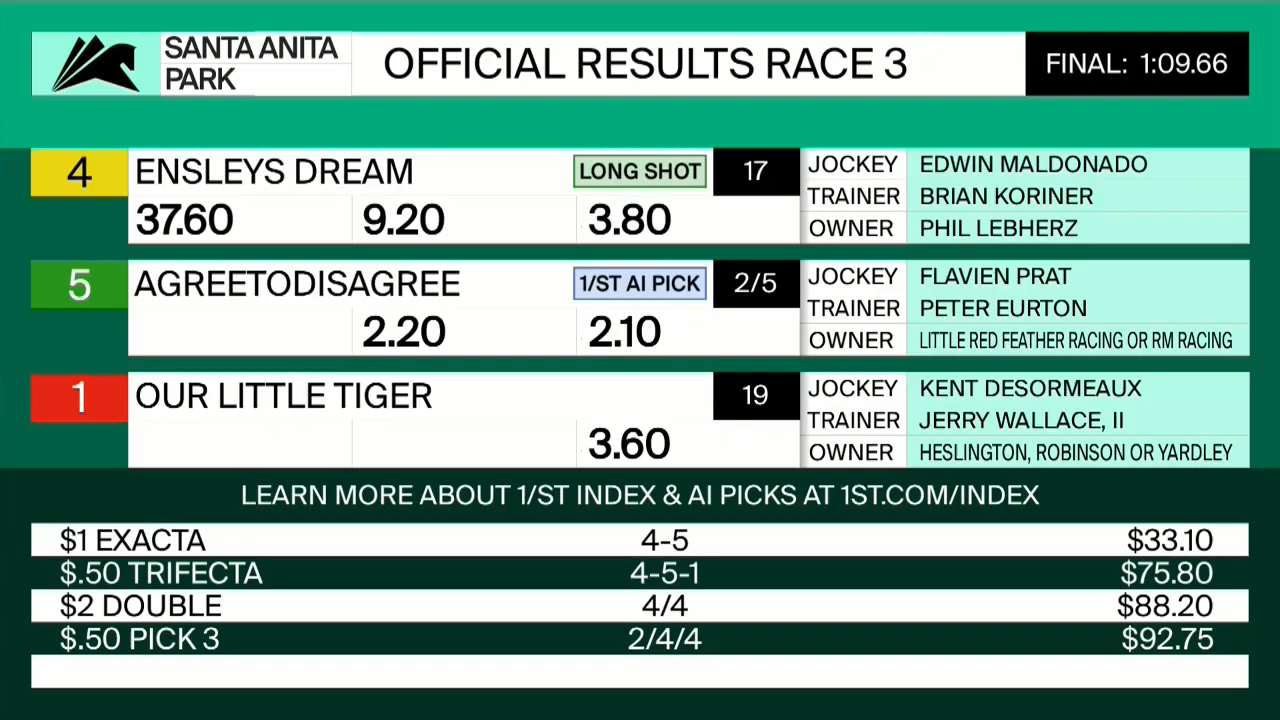 SANTA ANITA
PARK
OFFICIAL RESULTS RACE 3
FINAL: 1:09.66
4 ENSLEYS DREAM LONG SHOT 17
37.60 9.20 3.80
JOCKEY EDWIN MALDONADO
TRAINER BRIAN KORINER
OWNER PHIL LEBHERZ
5 AGREETODISAGREE 1/ST AI PICK 2/5
2.20 2.10
JOCKEY FLAVIEN PRAT
TRAINER PETER EURTON
OWNER LITTLE RED FEATHER RACING OR RM RACING
1 OUR LITTLE TIGER 19
3.60
JOCKEY KENT DESORMEAUX
TRAINER JERRY WALLACE, II
OWNER HESLINGTON, ROBINSON OR YARDLEY
LEARN MORE ABOUT 1/ST INDEX & AI PICKS AT 1ST.COM/INDEX
$1 EXACTA 4-5 $33.10
$.50 TRIFECTA 4-5-1 $75.80
$2 DOUBLE 4/4 $88.20
$.50 PICK 3 2/4/4 $92.75